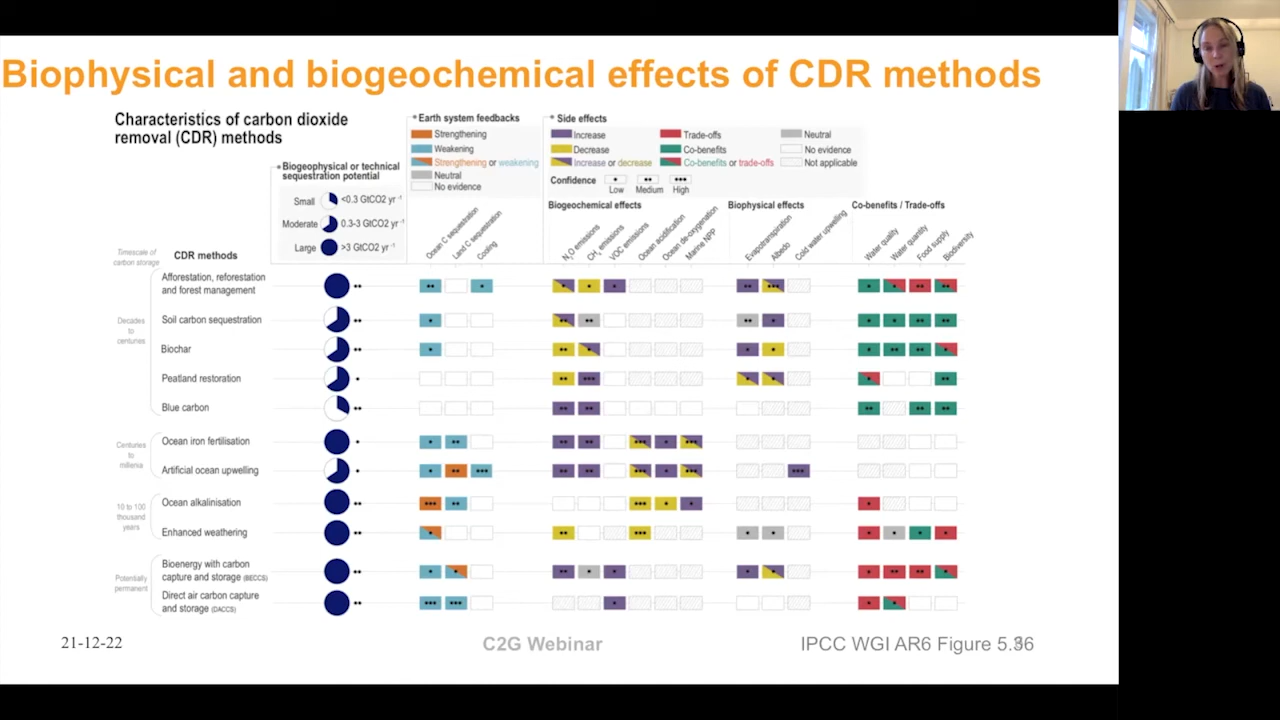 Biophysical and biogeochemical effects of CDR methods
Characteristics of carbon dioxide
removal (CDR) methods
Biogeophysical or technical
sequestration potential
Small <0.3 GtCO2 yr -1
Moderate 0.3-3 GtCO2 yr -1
Large >3 GtCO2 yr -1
Earth system feedbacks
Strengthening
Weakening
Strengthening or weakening
Neutral
No evidence
Side effects
Increase
Decrease
Increase or decrease
Trade-offs
Co-benefits
Co-benefits or trade-offs
Neutral
No evidence
Not applicable
Confidence
Low Medium High
Biogeochemical effects
Biophysical effects
Co-benefits / Trade-offs
Ocean C sequestration
Land C sequestration
Cooling
N2O emissions
CH4 emissions
VOC emissions
Ocean acidification
Ocean de-oxygenation
Marine NPP
Evapotranspiration
Albedo
Cold water upwelling
Water quality
Water quantity
Food supply
Biodiversity
Timescale of
carbon storage
CDR methods
Decades
to
centuries
Afforestation, reforestation
and forest management
Soil carbon sequestration
Biochar
Peatland restoration
Blue carbon
Centuries
to
millenia
Ocean iron fertilisation
Artificial ocean upwelling
10 to 100
thousand
years
Ocean alkalinisation
Enhanced weathering
Potentially
permanent
Bioenergy with carbon
capture and storage (BECCS)
Direct air carbon capture
and storage (DACCS)
21-12-22
C2G Webinar
IPCC WGI AR6 Figure 5.36